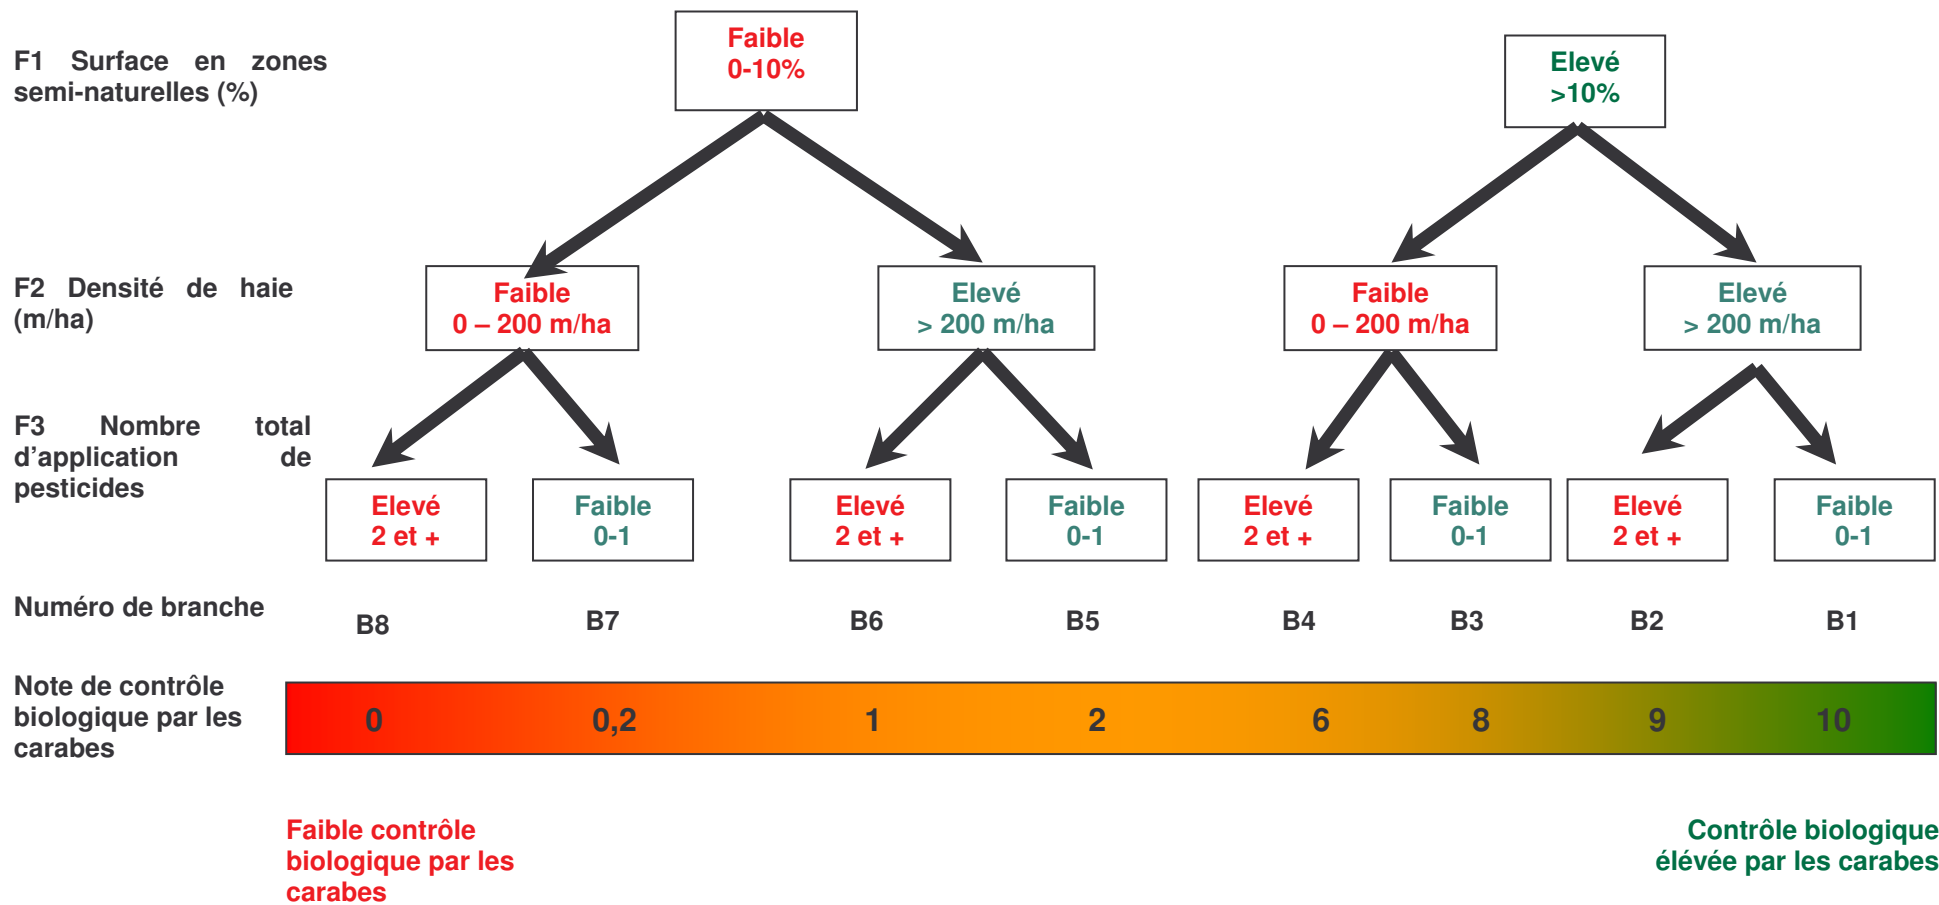 F1 Surface en zones
semi-naturelles (%)
Faible
0-10%
Elevé
>10%
F2 Densité de haie
(m/ha)
Faible
0 – 200 m/ha
Elevé
> 200 m/ha
Faible
0 – 200 m/ha
Elevé
> 200 m/ha
F3 Nombre total
d'application de
pesticides
Elevé
2 et +
Faible
0-1
Elevé
2 et +
Faible
0-1
Elevé
2 et +
Faible
0-1
Elevé
2 et +
Faible
0-1
Numéro de branche
B8 B7 B6 B5 B4 B3 B2 B1
Note de contrôle
biologique par les
carabes
0 0,2 1 2 6 8 9 10
Faible contrôle
biologique par les
carabes
Contrôle biologique
élévée par les carabes